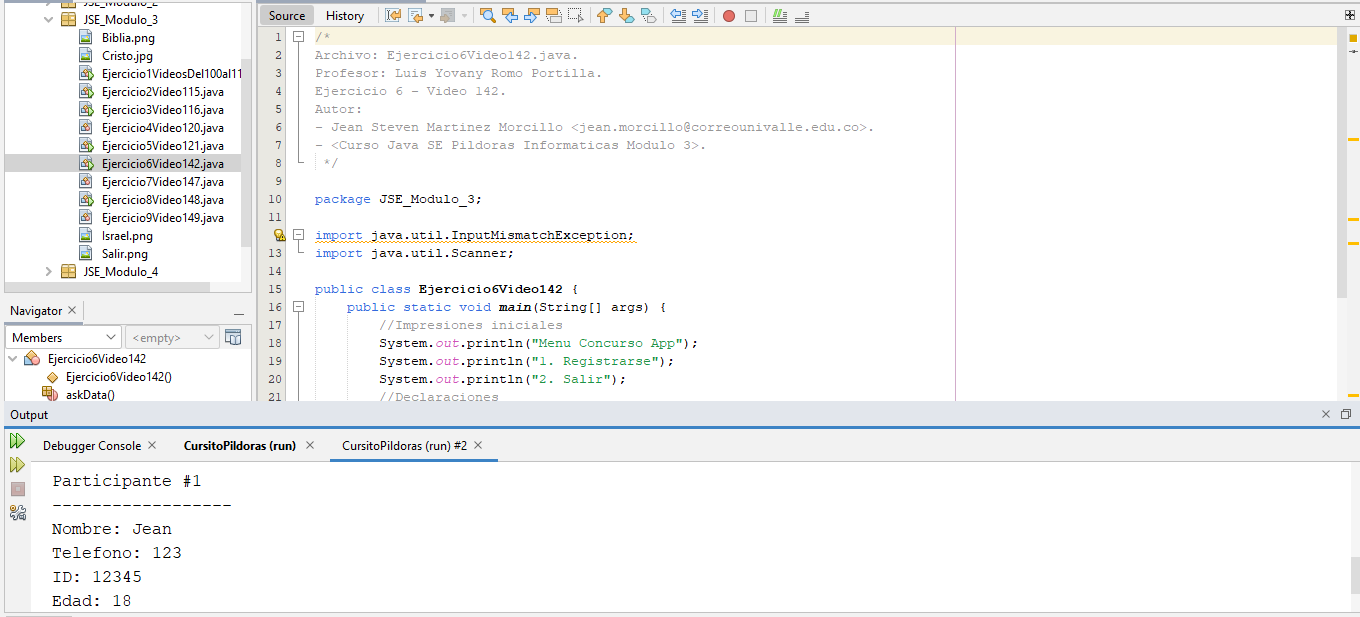 JSE_Modulo_2
JSE_Modulo_3
Biblia.png
Cristo.jpg
Ejercicio1VideosDel100al11
Ejercicio2Video115.java
Ejercicio3Video116.java
Ejercicio4Video120.java
Ejercicio5Video121.java
Ejercicio6Video142.java
Ejercicio7Video147.java
Ejercicio8Video148.java
Ejercicio9Video149.java
Israel.png
Salir.png
JSE_Modulo_4
Navigator
Members
<empty>
Ejercicio6Video142
Ejercicio6Video142()
askData()
Source History
1 /*
2 Archivo: Ejercicio6Video142.java.
3 Profesor: Luis Yovany Romo Portilla.
4 Ejercicio 6 - Video 142.
5 Autor:
6 - Jean Steven Martinez Morcillo <jean.morcillo@correounivalle.edu.co>.
7 - <Curso Java SE Pildoras Informaticas Modulo 3>.
8 */
9
10 package JSE_Modulo_3;
11
import java.util.InputMismatchException;
13 import java.util.Scanner;
14
15 public class Ejercicio6Video142 {
16 public static void main(String[] args) {
17 //Impresiones iniciales
18 System.out.println("Menu Concurso App");
19 System.out.println("1. Registrarse");
20 System.out.println("2. Salir");
21 //Declaraciones
Output
Debugger Console CursitoPildoras (run) CursitoPildoras (run) #2
Participante #1
------------------
Nombre: Jean
Telefono: 123
ID: 12345
Edad: 18